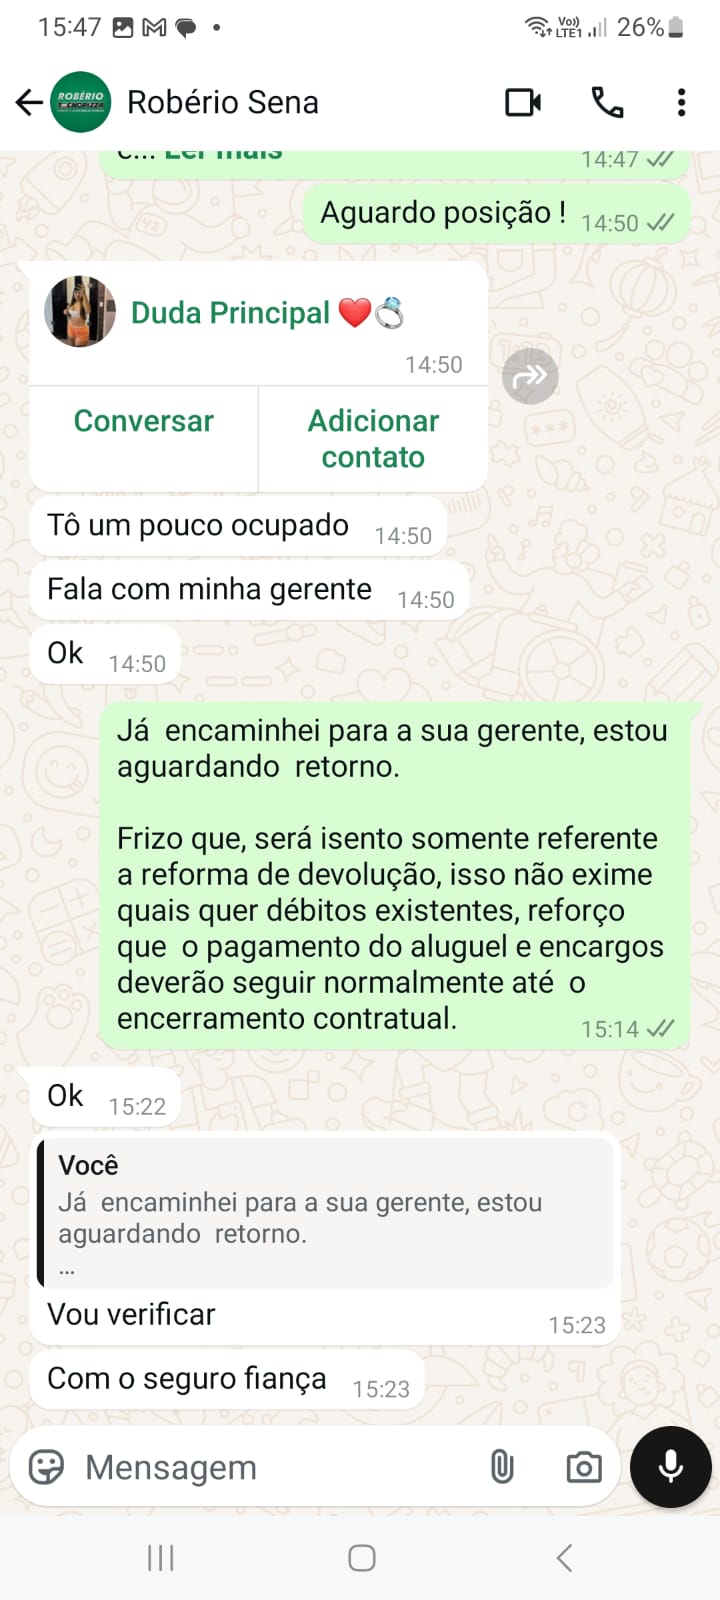 15:47
Vo))
LTE1
26%
ROBÉRIO
Robério Sena
C... Ler mais
14:47
Aguardo posição !
14:50
Duda Principal ❤️💍
14:50
Conversar
Adicionar
contato
Tô um pouco ocupado
14:50
Fala com minha gerente
14:50
Ok
14:50
Já  encaminhei para a sua gerente, estou
aguardando  retorno.
Frizo que, será isento somente referente
a reforma de devolução, isso não exime
quais quer débitos existentes, reforço
que  o pagamento do aluguel e encargos
deverão seguir normalmente até  o
encerramento contratual.
15:14
Ok
15:22
Você
Já  encaminhei para a sua gerente, estou
aguardando  retorno.
...
Vou verificar
15:23
Com o seguro fiança
15:23
Mensagem